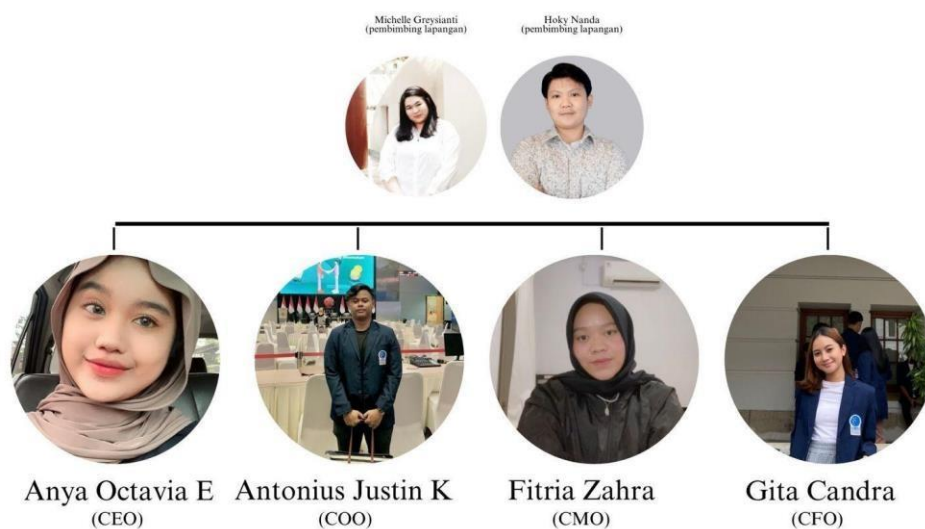 Michelle Greysianti
(pembimbing lapangan)
Hoky Nanda
(pembimbing lapangan)
Anya Octavia E
(CEO)
Antonius Justin K
(COO)
Fitria Zahra
(CMO)
Gita Candra
(CFO)